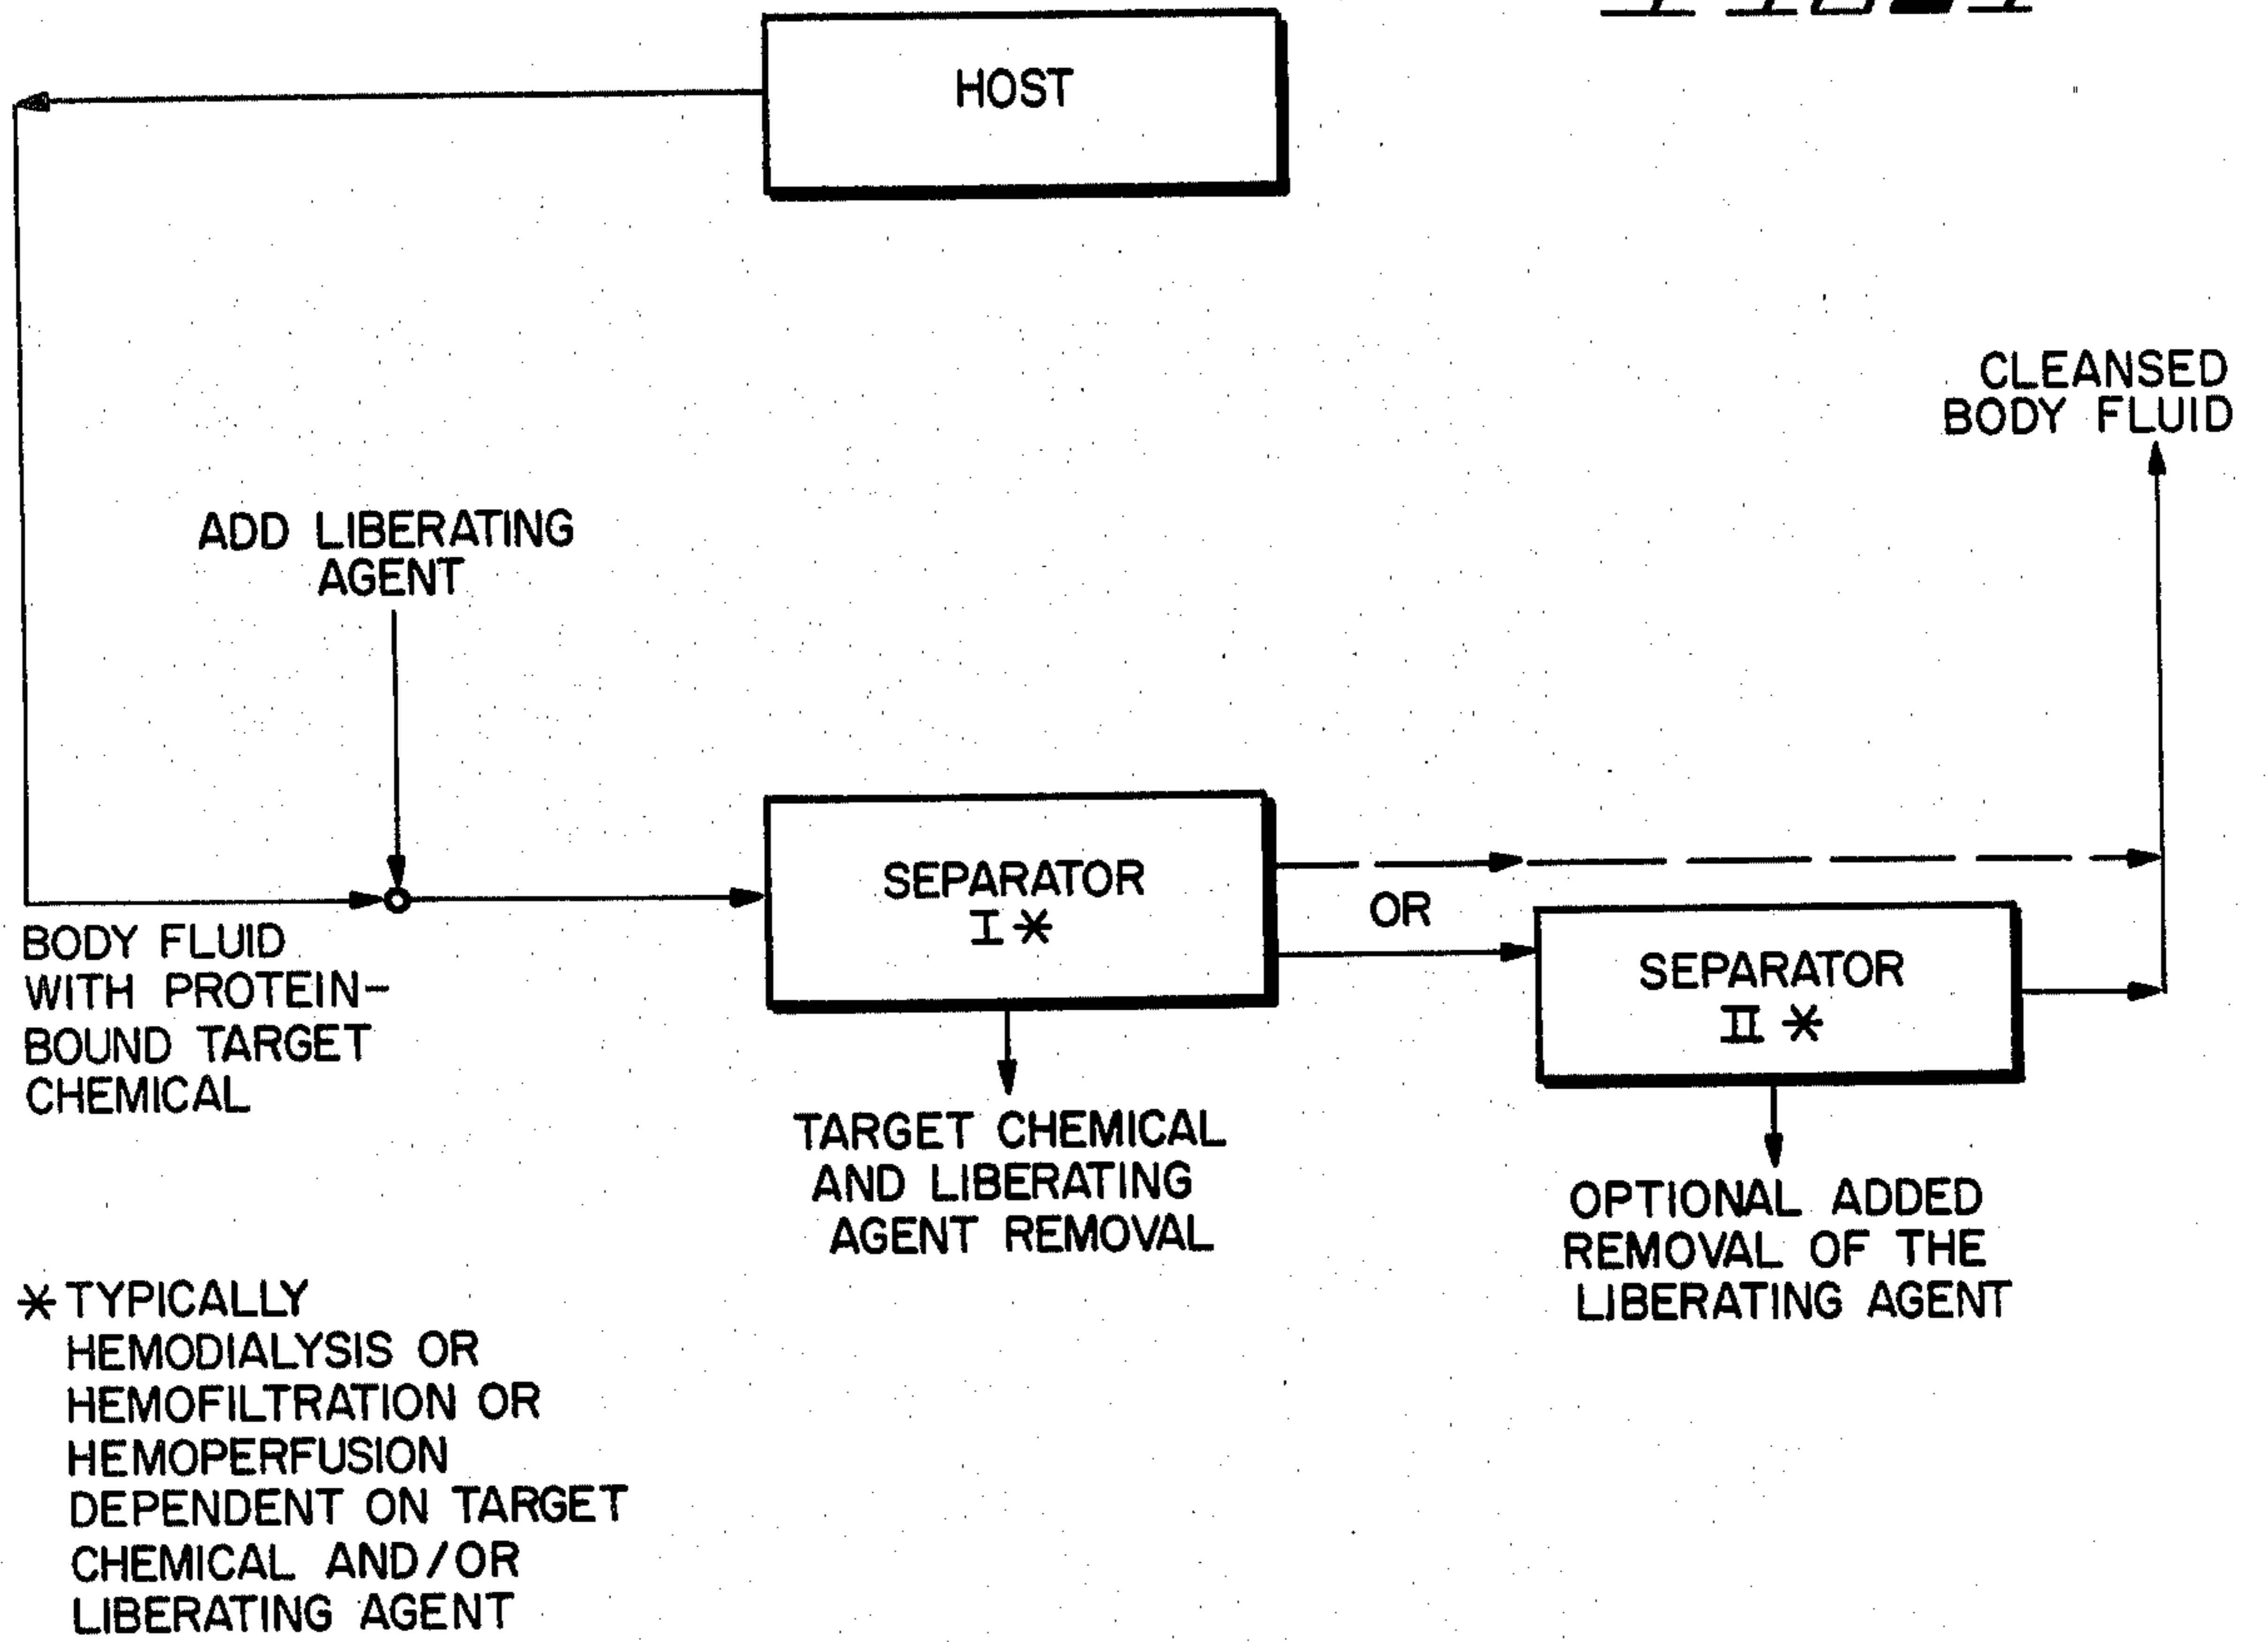 HOST
CLEANSED
BODY FLUID
ADD LIBERATING
AGENT
SEPARATOR
I *
OR
SEPARATOR
II *
BODY FLUID
WITH PROTEIN-
BOUND TARGET
CHEMICAL
TARGET CHEMICAL
AND LIBERATING
AGENT REMOVAL
OPTIONAL ADDED
REMOVAL OF THE
LIBERATING AGENT
* TYPICALLY
HEMODIALYSIS OR
HEMOFILTRATION OR
HEMOPERFUSION
DEPENDENT ON TARGET
CHEMICAL AND/OR
LIBERATING AGENT